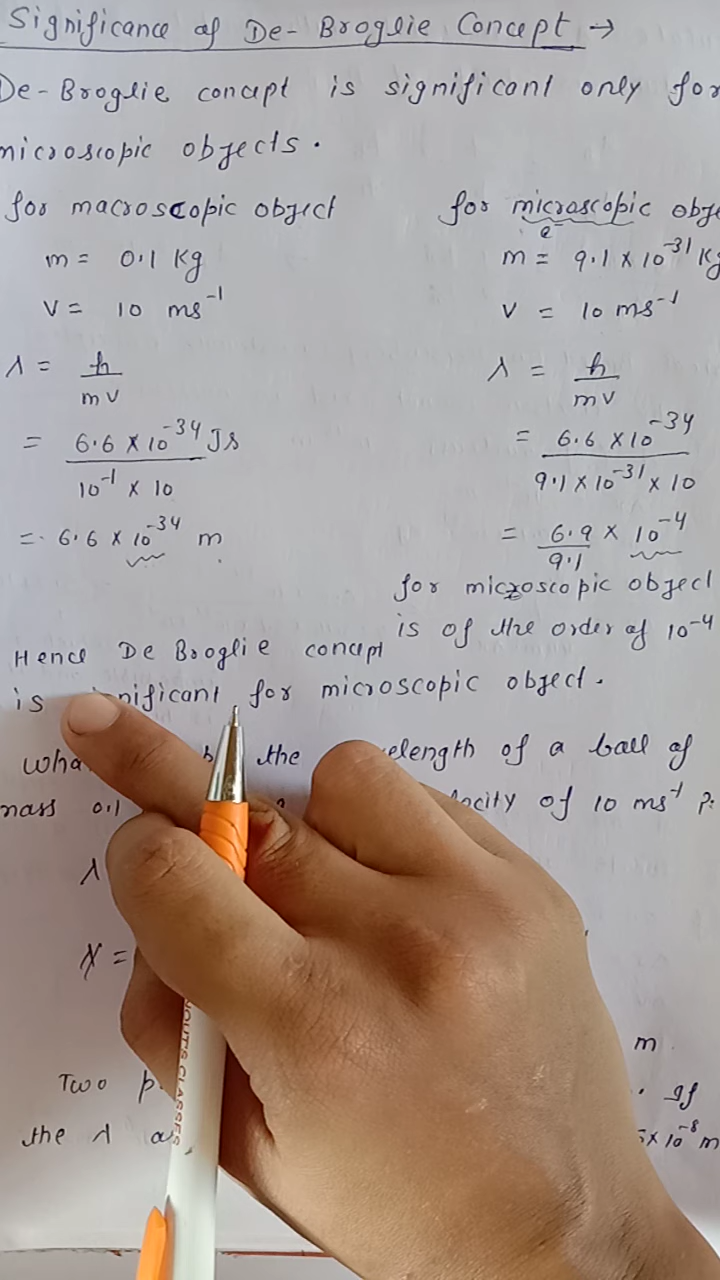 Significance of De-Broglie Concept →
De-Broglie concept is significant only for
microscopic objects.
for macroscopic object
m = 0.1 Kg
v = 10 ms⁻¹
λ = h/mv
= 6.6 × 10⁻³⁴ Js / 10⁻¹ × 10
= 6.6 × 10⁻³⁴ m
for microscopic obje
e⁻
m = 9.1 × 10⁻³¹ Kg
v = 10 ms⁻¹
λ = h/mv
= 6.6 × 10⁻³⁴ / 9.1 × 10⁻³¹ × 10
= 6.9/9.1 × 10⁻⁴
for microscopic object
is of the order of 10⁻⁴
Hence De Broglie concept
is nificant for microscopic object.
the length of a ball of
mass 0.1 city of 10 ms⁻¹ ?
λ
λ =
m
Two . If
the λ × 10⁻⁸ m